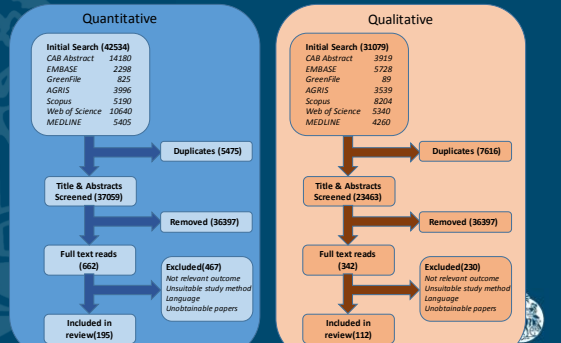 Quantitative
Initial Search (42534)
CAB Abstract 14180
EMBASE 2298
GreenFile 825
AGRIS 3996
Scopus 5190
Web of Science 10640
MEDLINE 5405
Duplicates (5475)
Title & Abstracts
Screened (37059)
Removed (36397)
Full text reads
(662)
Excluded(467)
Not relevant outcome
Unsuitable study method
Language
Unobtainable papers
Included in
review(195)
Qualitative
Initial Search (31079)
CAB Abstract 3919
EMBASE 5728
GreenFile 89
AGRIS 3539
Scopus 8204
Web of Science 5340
MEDLINE 4260
Duplicates (7616)
Title & Abstracts
Screened (23463)
Removed (36397)
Full text reads
(342)
Excluded(230)
Not relevant outcome
Unsuitable study method
Language
Unobtainable papers
Included in
review(112)